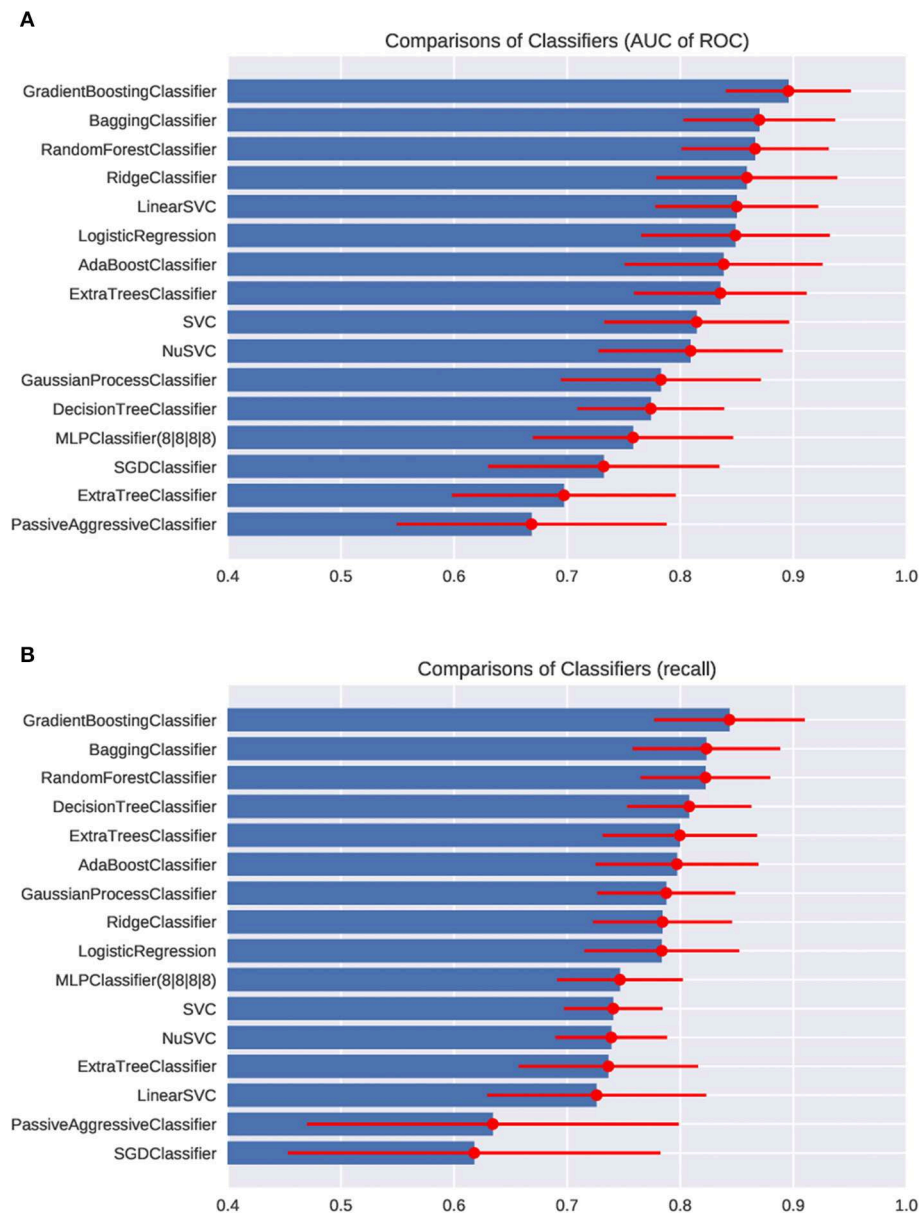 A
Comparisons of Classifiers (AUC of ROC)
GradientBoostingClassifier
BaggingClassifier
RandomForestClassifier
RidgeClassifier
LinearSVC
LogisticRegression
AdaBoostClassifier
ExtraTreesClassifier
SVC
NuSVC
GaussianProcessClassifier
DecisionTreeClassifier
MLPClassifier(8|8|8|8)
SGDClassifier
ExtraTreeClassifier
PassiveAggressiveClassifier
0.4 0.5 0.6 0.7 0.8 0.9 1.0
B
Comparisons of Classifiers (recall)
GradientBoostingClassifier
BaggingClassifier
RandomForestClassifier
DecisionTreeClassifier
ExtraTreesClassifier
AdaBoostClassifier
GaussianProcessClassifier
RidgeClassifier
LogisticRegression
MLPClassifier(8|8|8|8)
SVC
NuSVC
ExtraTreeClassifier
LinearSVC
PassiveAggressiveClassifier
SGDClassifier
0.4 0.5 0.6 0.7 0.8 0.9 1.0